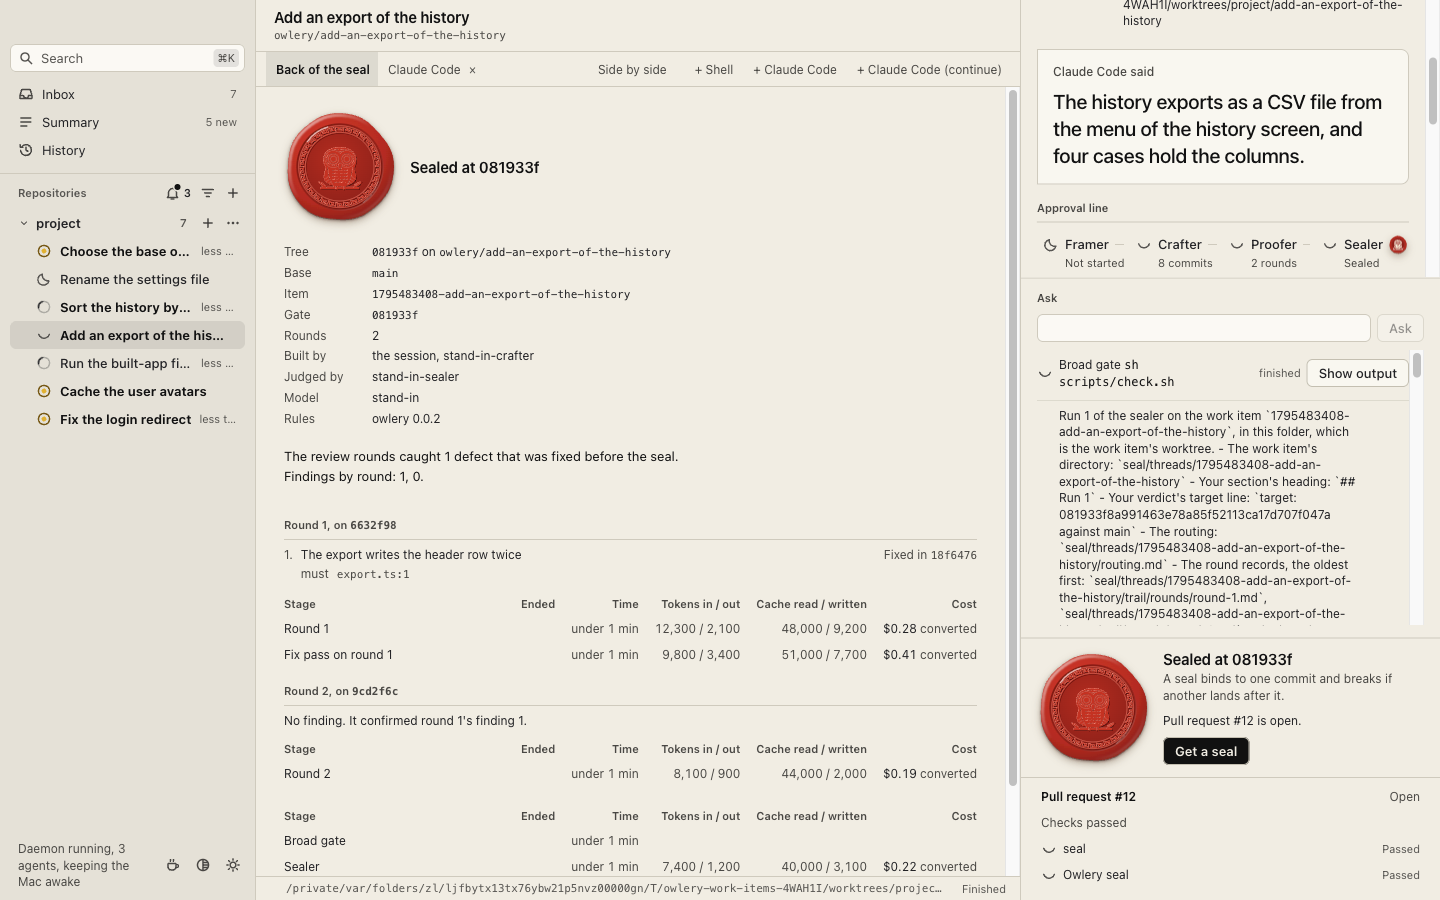 Search ⌘K
Inbox 7
Summary 5 new
History
Repositories 3
project 7
Choose the base o... less ...
Rename the settings file
Sort the history by... less ...
Add an export of the his...
Run the built-app fi... less ...
Cache the user avatars
Fix the login redirect less t...
Daemon running, 3
agents, keeping the
Mac awake
Add an export of the history
owlery/add-an-export-of-the-history
Back of the seal Claude Code × Side by side + Shell + Claude Code + Claude Code (continue)
Sealed at 081933f
Tree 081933f on owlery/add-an-export-of-the-history
Base main
Item 1795483408-add-an-export-of-the-history
Gate 081933f
Rounds 2
Built by the session, stand-in-crafter
Judged by stand-in-sealer
Model stand-in
Rules owlery 0.0.2
The review rounds caught 1 defect that was fixed before the seal.
Findings by round: 1, 0.
Round 1, on 6632f98
1. The export writes the header row twice Fixed in 18f6476
must export.ts:1
Stage Ended Time Tokens in / out Cache read / written Cost
Round 1 under 1 min 12,300 / 2,100 48,000 / 9,200 $0.28 converted
Fix pass on round 1 under 1 min 9,800 / 3,400 51,000 / 7,700 $0.41 converted
Round 2, on 9cd2f6c
No finding. It confirmed round 1's finding 1.
Stage Ended Time Tokens in / out Cache read / written Cost
Round 2 under 1 min 8,100 / 900 44,000 / 2,000 $0.19 converted
Stage Ended Time Tokens in / out Cache read / written Cost
Broad gate under 1 min
Sealer under 1 min 7,400 / 1,200 40,000 / 3,100 $0.22 converted
/private/var/folders/zl/ljfbytx13tx76ybw21p5nvz00000gn/T/owlery-work-items-4WAH1I/worktrees/projec... Finished
4WAH1I/worktrees/project/add-an-export-of-the-
history
Claude Code said
The history exports as a CSV file from
the menu of the history screen, and
four cases hold the columns.
Approval line
Framer Crafter Proofer Sealer
Not started 8 commits 2 rounds Sealed
Ask
Ask
Broad gate sh
scripts/check.sh
finished Show output
Run 1 of the sealer on the work item `1795483408-
add-an-export-of-the-history`, in this folder, which
is the work item's worktree. - The work item's
directory: `seal/threads/1795483408-add-an-
export-of-the-history` - Your section's heading: `##
Run 1` - Your verdict's target line: `target:
081933f8a991463e78a85f52113ca17d707f047a
against main` - The routing:
`seal/threads/1795483408-add-an-export-of-the-
history/routing.md` - The round records, the oldest
first: `seal/threads/1795483408-add-an-export-of-
the-history/trail/rounds/round-1.md`,
`seal/threads/1795483408-add-an-export-of-the-
Sealed at 081933f
A seal binds to one commit and breaks if
another lands after it.
Pull request #12 is open.
Get a seal
Pull request #12 Open
Checks passed
seal Passed
Owlery seal Passed